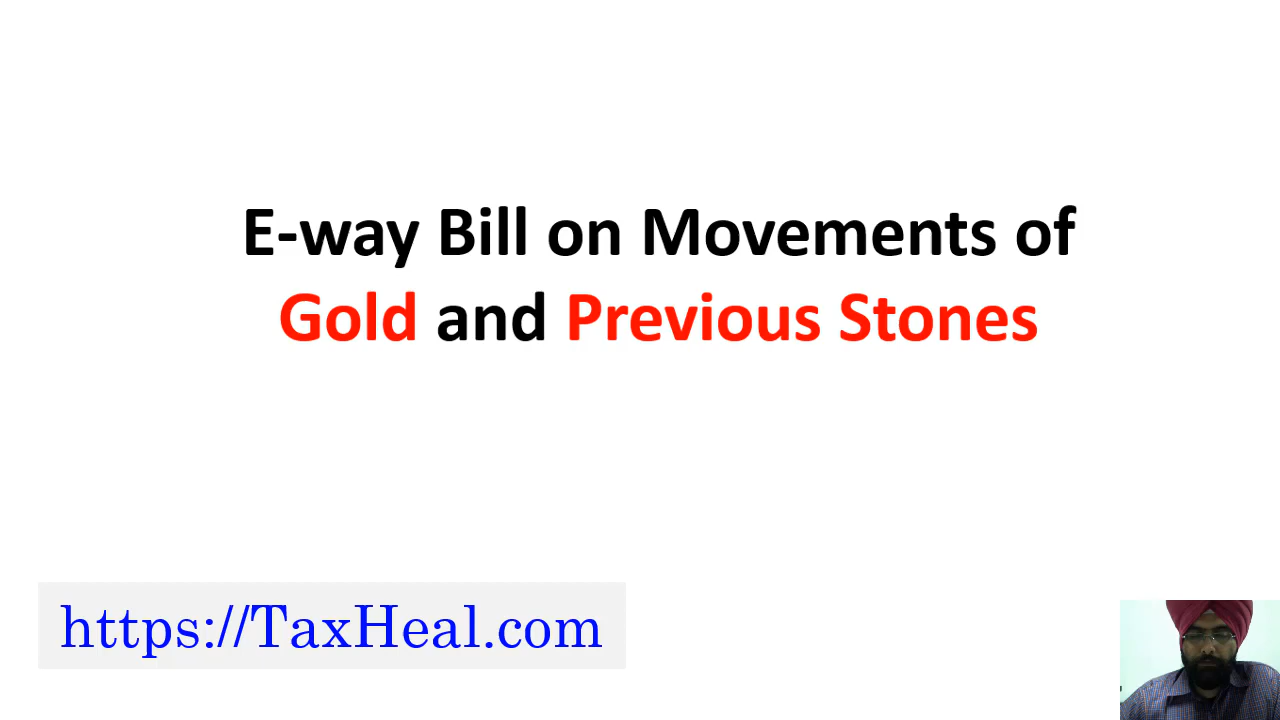 E-way Bill on Movements of
Gold and Previous Stones
https://TaxHeal.com